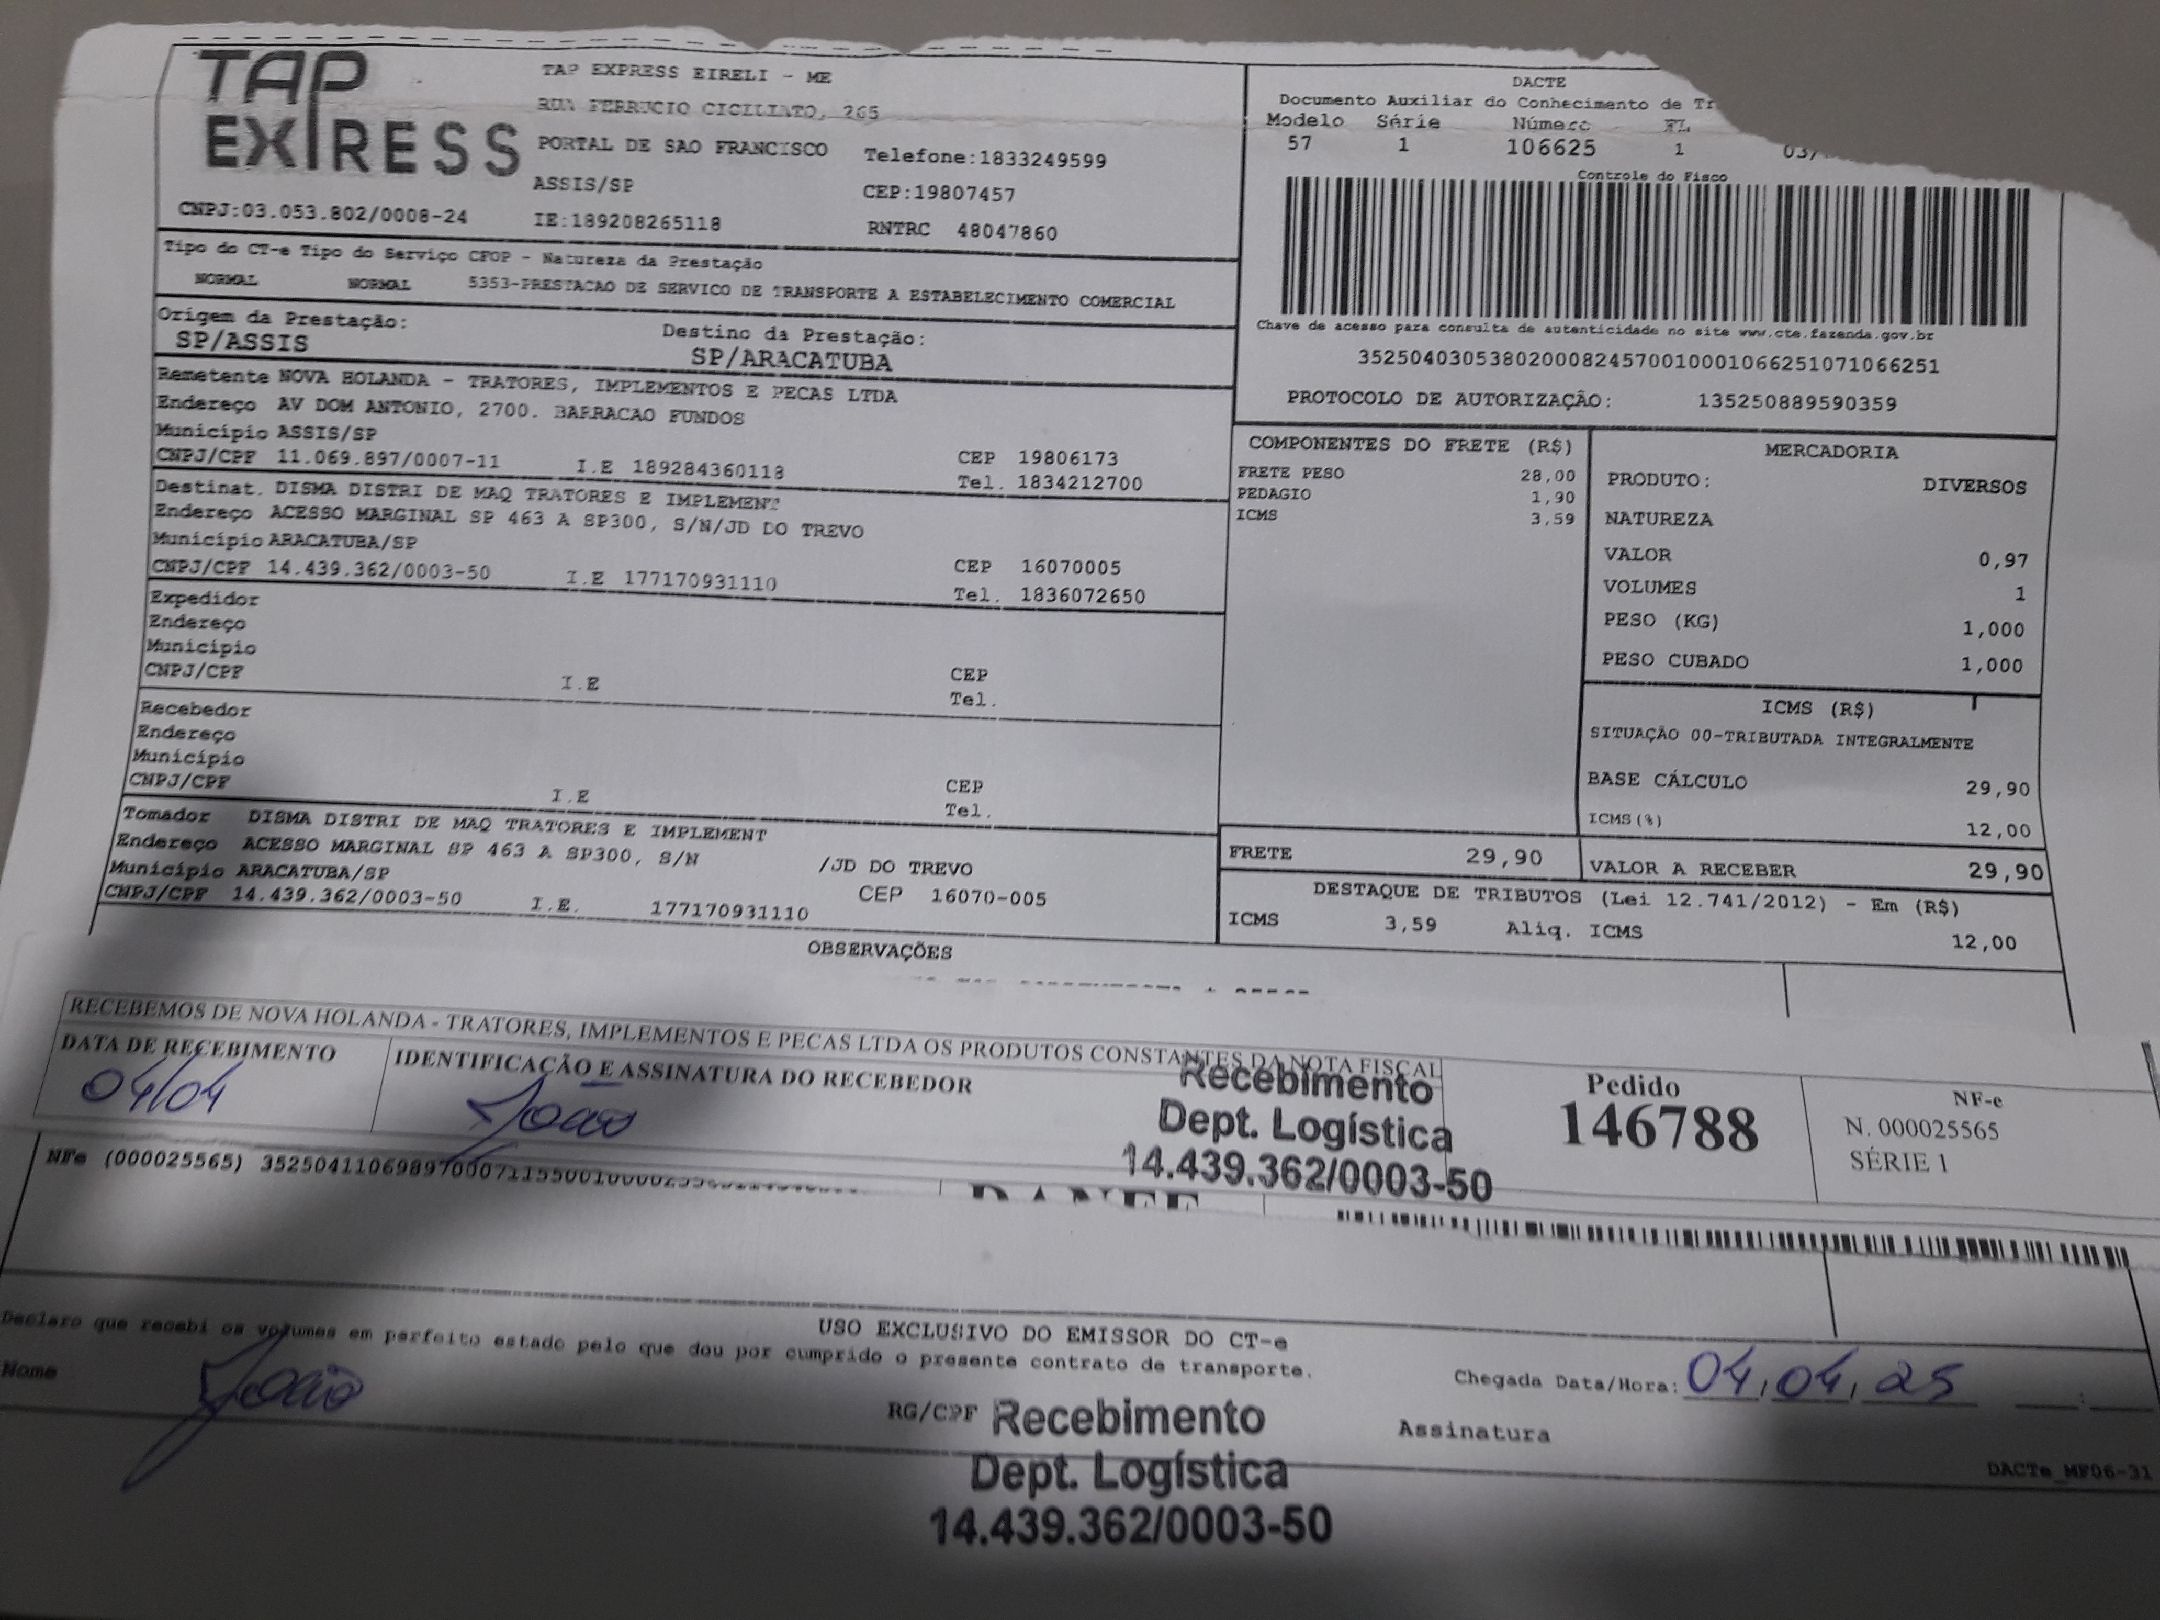 TAP EXPRESS
TAP EXPRESS EIRELI - ME
RUA FERRUCIO CICILIATO, 265
PORTAL DE SAO FRANCISCO Telefone:1833249599
ASSIS/SP CEP:19807457
CNPJ:03.053.802/0008-24 IE:189208265118 RNTRC 48047860
DACTE
Documento Auxiliar do Conhecimento de Tr
Modelo Série Número FL
57 1 106625 1 03/
Controle do Fisco
Chave de acesso para consulta de autenticidade no site www.cte.fazenda.gov.br
35250403053802000824570010001066251071066251
PROTOCOLO DE AUTORIZAÇÃO: 135250889590359
Tipo do CT-e Tipo do Serviço CFOP - Natureza da Prestação
NORMAL NORMAL 5353-PRESTACAO DE SERVICO DE TRANSPORTE A ESTABELECIMENTO COMERCIAL
Origem da Prestação: Destino da Prestação:
SP/ASSIS SP/ARACATUBA
Remetente NOVA HOLANDA - TRATORES, IMPLEMENTOS E PECAS LTDA
Endereço AV DOM ANTONIO, 2700. BARRACAO FUNDOS
Município ASSIS/SP CEP 19806173
CNPJ/CPF 11.069.897/0007-11 I.E 189284360118 Tel. 1834212700
Destinat. DISMA DISTRI DE MAQ TRATORES E IMPLEMENT
Endereço ACESSO MARGINAL SP 463 A SP300, S/N/JD DO TREVO
Município ARACATUBA/SP CEP 16070005
CNPJ/CPF 14.439.362/0003-50 I.E 177170931110 Tel. 1836072650
Expedidor
Endereço
Município CEP
CNPJ/CPF I.E Tel.
Recebedor
Endereço
Município CEP
CNPJ/CPF I.E Tel.
Tomador DISMA DISTRI DE MAQ TRATORES E IMPLEMENT
Endereço ACESSO MARGINAL SP 463 A SP300, S/N /JD DO TREVO
Município ARACATUBA/SP CEP 16070-005
CNPJ/CPF 14.439.362/0003-50 I.E. 177170931110
COMPONENTES DO FRETE (R$)
FRETE PESO 28,00
PEDAGIO 1,90
ICMS 3,59
MERCADORIA
PRODUTO: DIVERSOS
NATUREZA
VALOR 0,97
VOLUMES 1
PESO (KG) 1,000
PESO CUBADO 1,000
ICMS (R$)
SITUAÇÃO 00-TRIBUTADA INTEGRALMENTE
BASE CÁLCULO 29,90
ICMS(%) 12,00
FRETE 29,90 VALOR A RECEBER 29,90
DESTAQUE DE TRIBUTOS (Lei 12.741/2012) - Em (R$)
ICMS 3,59 Aliq. ICMS 12,00
OBSERVAÇÕES
RECEBEMOS DE NOVA HOLANDA - TRATORES, IMPLEMENTOS E PECAS LTDA OS PRODUTOS CONSTANTES DA NOTA FISCAL
DATA DE RECEBIMENTO IDENTIFICAÇÃO E ASSINATURA DO RECEBEDOR
04/04 João
Recebimento
Dept. Logística
14.439.362/0003-50
Pedido
146788
NF-e
N. 000025565
SÉRIE 1
NFe (000025565)
DANFE
USO EXCLUSIVO DO EMISSOR DO CT-e
Declaro que recebi os volumes em perfeito estado pelo que dou por cumprido o presente contrato de transporte.
Nome João RG/CPF Chegada Data/Hora: 04/04/25
Assinatura
Recebimento
Dept. Logística
14.439.362/0003-50
DACTe_MF06-31